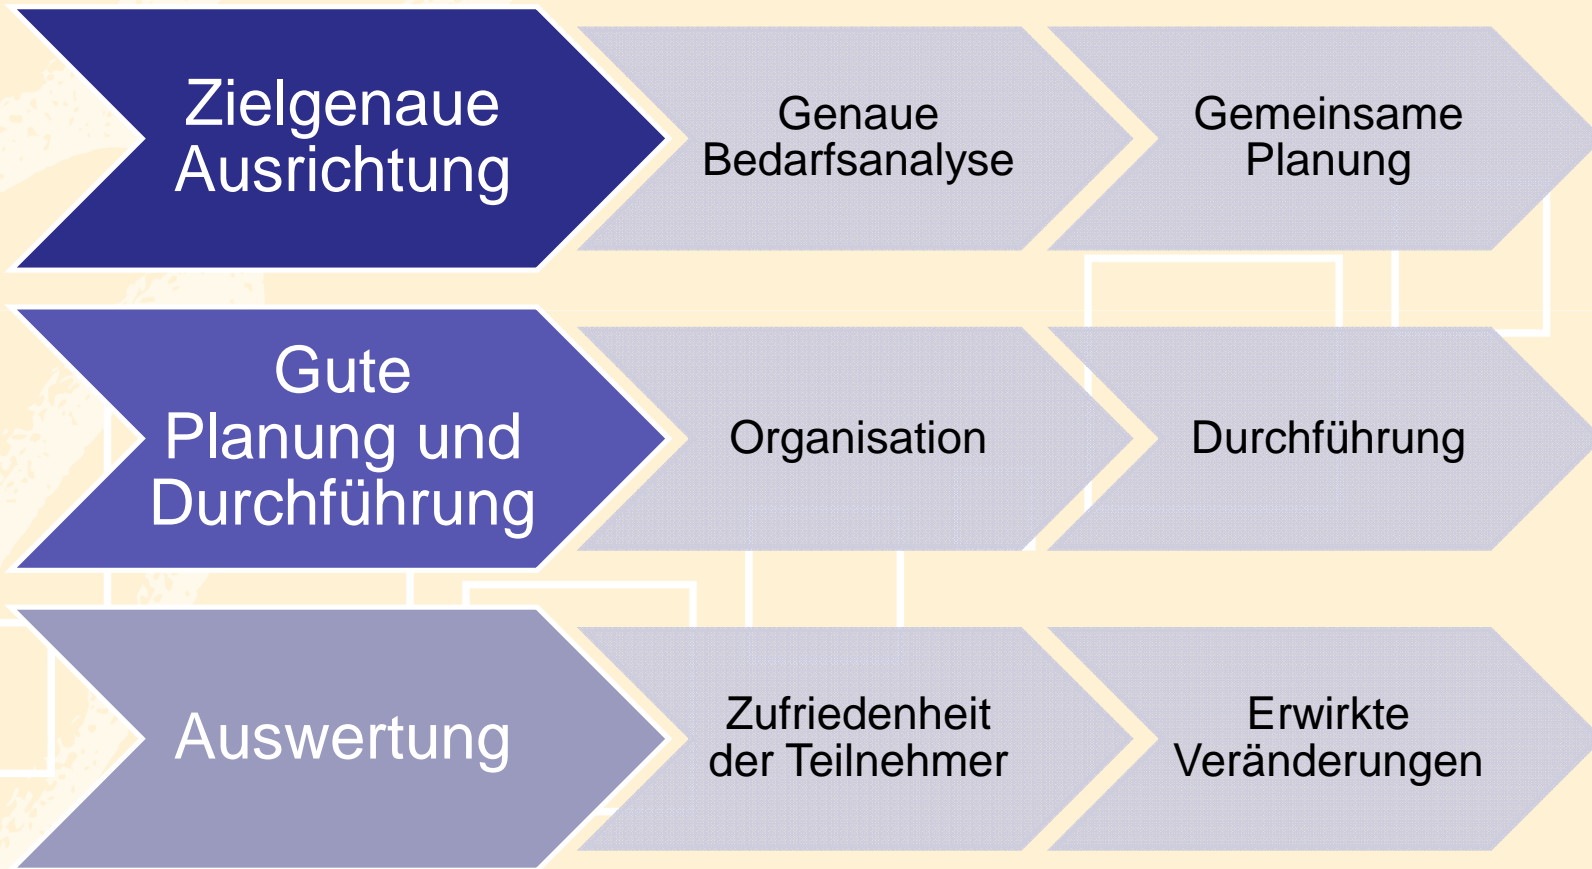 Zielgenaue
Ausrichtung
Genaue
Bedarfsanalyse
Gemeinsame
Planung
Gute
Planung und
Durchführung
Organisation
Durchführung
Auswertung
Zufriedenheit
der Teilnehmer
Erwirkte
Veränderungen